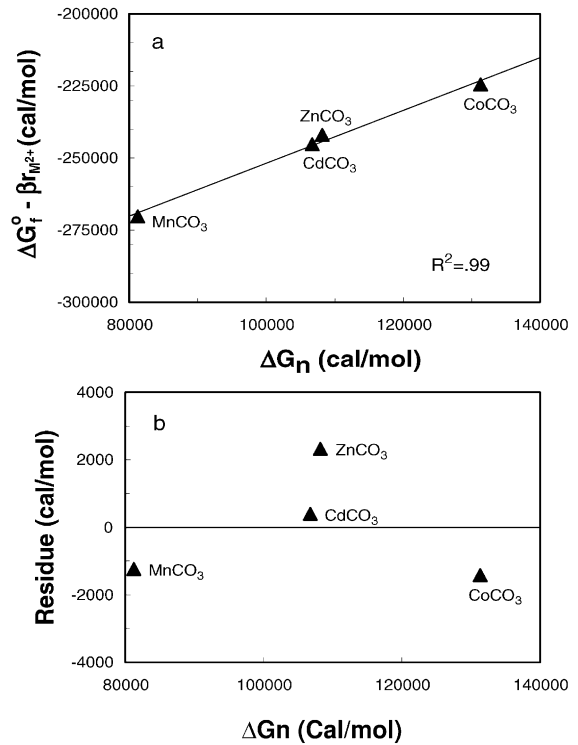 -200000
a
-225000
CoCO3
ZnCO3
-250000
CdCO3
MnCO3
-275000
R2=.99
-300000
80000 100000 120000 140000
ΔGn (cal/mol)
ΔG°f - βrM2+ (cal/mol)
4000
b
2000
ZnCO3
CdCO3
0
MnCO3
CoCO3
-2000
-4000
80000 100000 120000 140000
ΔGn (Cal/mol)
Residue (cal/mol)